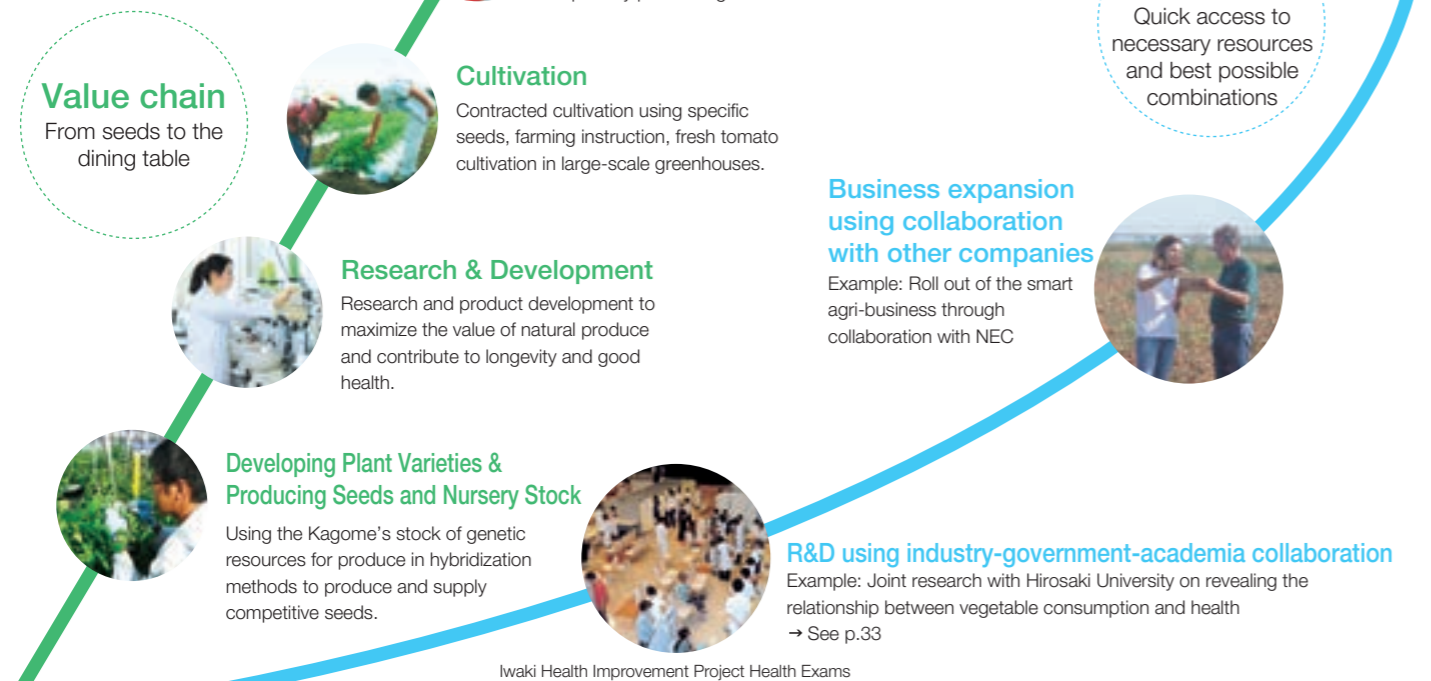 Quick access to
necessary resources
and best possible
combinations
Value chain
From seeds to the
dining table
Cultivation
Contracted cultivation using specific
seeds, farming instruction, fresh tomato
cultivation in large-scale greenhouses.
Business expansion
using collaboration
with other companies
Example: Roll out of the smart
agri-business through
collaboration with NEC
Research & Development
Research and product development to
maximize the value of natural produce
and contribute to longevity and good
health.
Developing Plant Varieties &
Producing Seeds and Nursery Stock
Using the Kagome's stock of genetic
resources for produce in hybridization
methods to produce and supply
competitive seeds.
R&D using industry-government-academia collaboration
Example: Joint research with Hirosaki University on revealing the
relationship between vegetable consumption and health
→ See p.33
Iwaki Health Improvement Project Health Exams